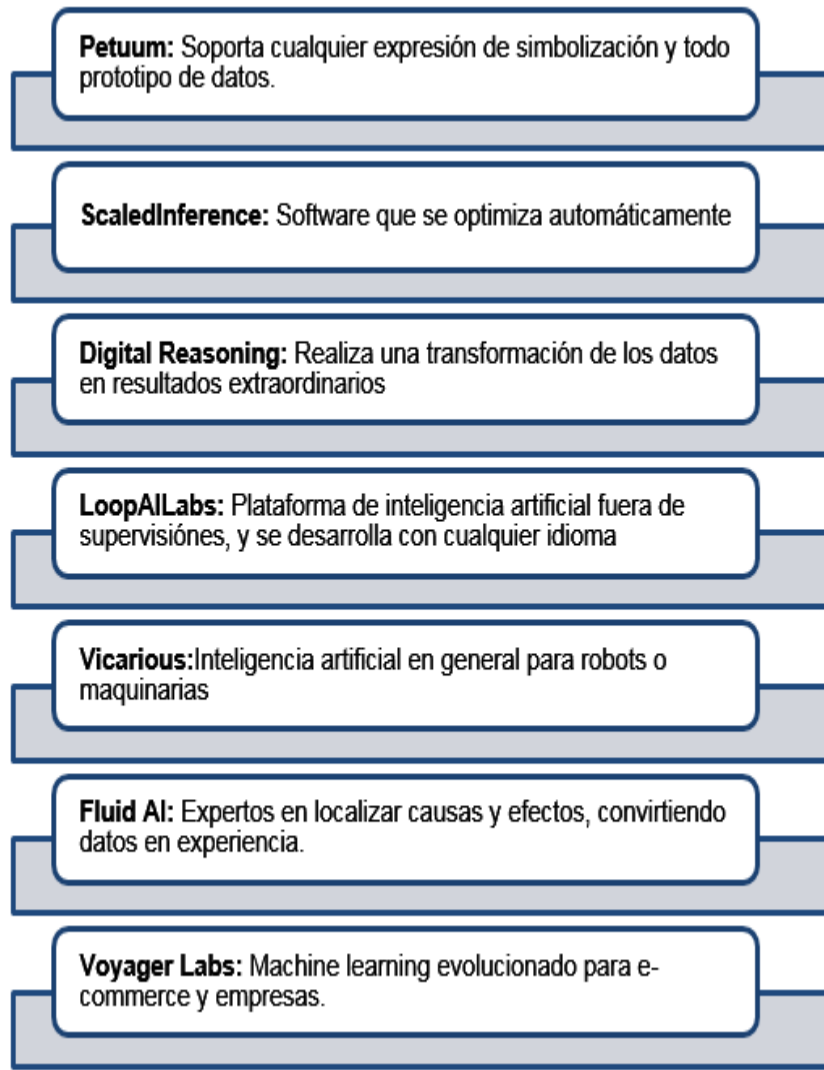 Petuum: Soporta cualquier expresión de simbolización y todo
prototipo de datos.
ScaledInference: Software que se optimiza automáticamente
Digital Reasoning: Realiza una transformación de los datos
en resultados extraordinarios
LoopAILabs: Plataforma de inteligencia artificial fuera de
supervisiónes, y se desarrolla con cualquier idioma
Vicarious:Inteligencia artificial en general para robots o
maquinarias
Fluid AI: Expertos en localizar causas y efectos, convirtiendo
datos en experiencia.
Voyager Labs: Machine learning evolucionado para e-
commerce y empresas.